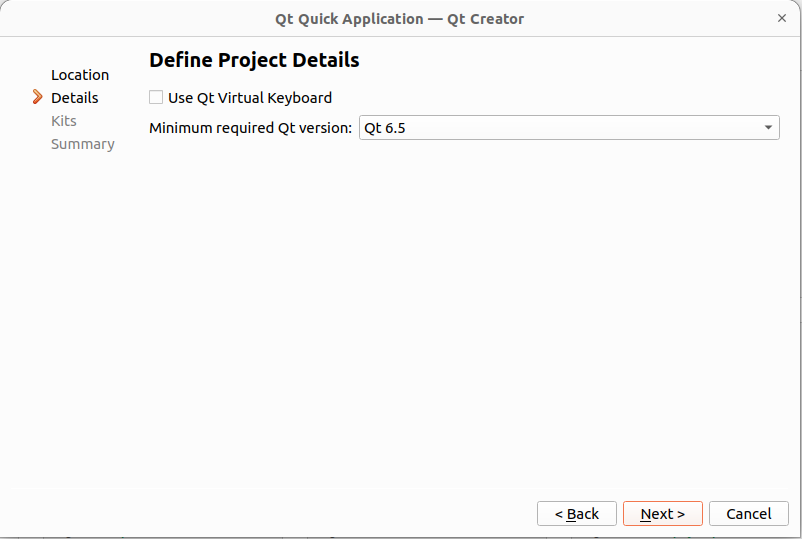 Qt Quick Application — Qt Creator
Define Project Details
Location
Details
Kits
Summary
Use Qt Virtual Keyboard
Minimum required Qt version: Qt 6.5
< Back Next > Cancel